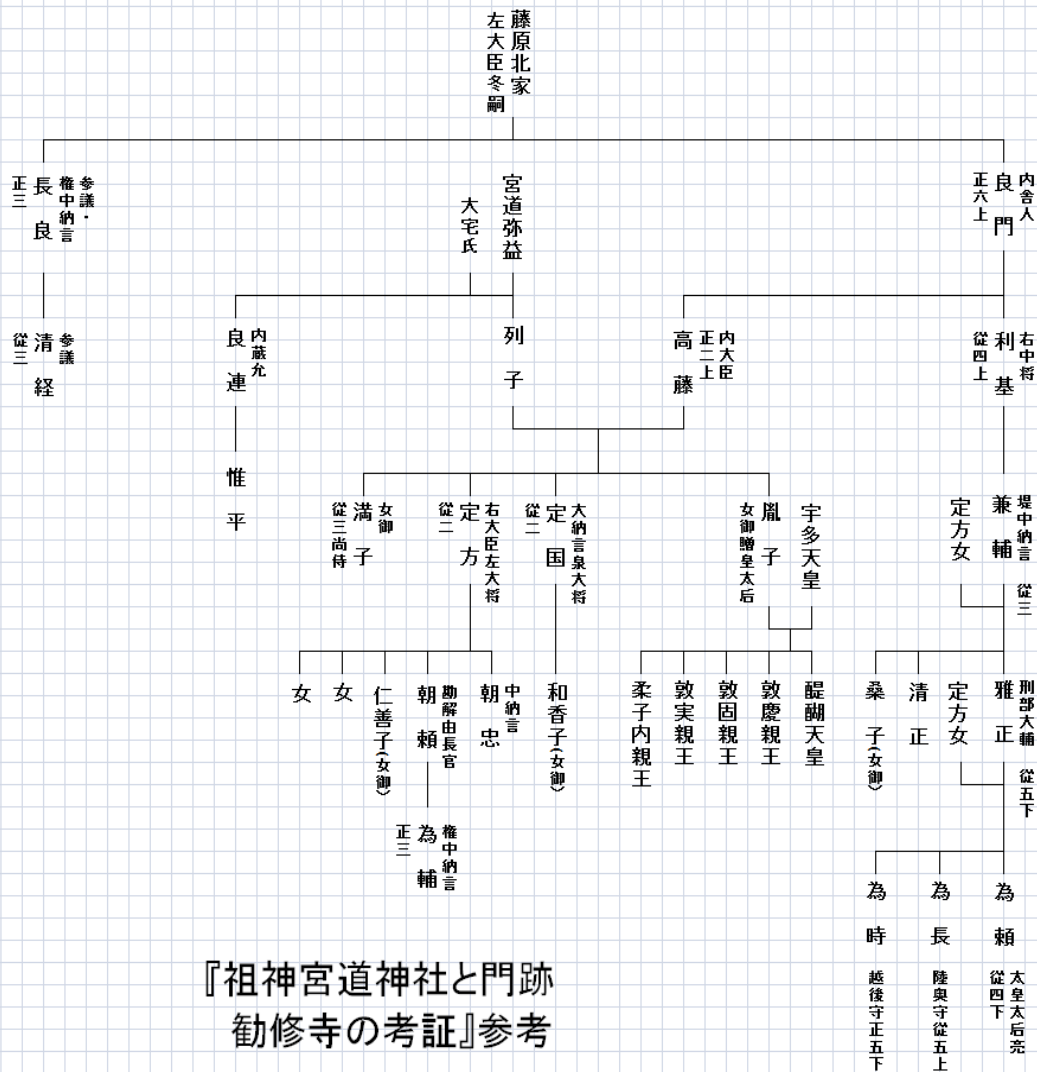 藤原北家
左大臣冬嗣
内舎人
良門
正六上
宮道弥益
大宅氏
参議・
権中納言
長良
正三
右中将
利基
従四上
内大臣
正二上
高藤
列子
内蔵允
良連
参議
清経
従三
惟平
堤中納言 従三
兼輔
定方女
宇多天皇
胤子
女御贈皇太后
大納言泉大将
定国
従二
右大臣左大将
定方
従二
女御
満子
従三尚侍
刑部大輔 従五下
雅正
定方女
清正
桑子(女御)
醍醐天皇
敦慶親王
敦固親王
敦実親王
柔子内親王
和香子(女御)
中納言
朝忠
勘解由長官
朝頼
仁善子(女御)
女
女
権中納言
為輔
正三
為頼
太皇太后亮
従四下
為長
陸奥守従五上
為時
越後守正五下
『祖神宮道神社と門跡
勧修寺の考証』参考